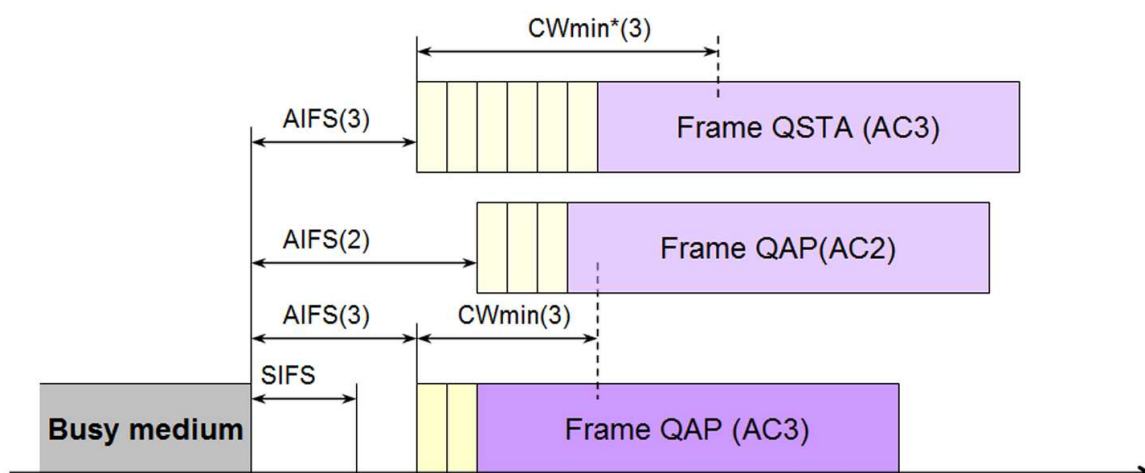 CWmin*(3)
AIFS(3)
Frame QSTA (AC3)
AIFS(2)
Frame QAP(AC2)
AIFS(3)
CWmin(3)
SIFS
Busy medium
Frame QAP (AC3)